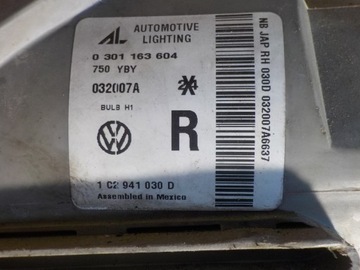 AL AUTOMOTIVE
LIGHTING
0 301 163 604
750 YBY
032007A
BULB H1
R
1 C2 941 030 D
Assembled in Mexico
NB JAP RH 030D 032007A6637